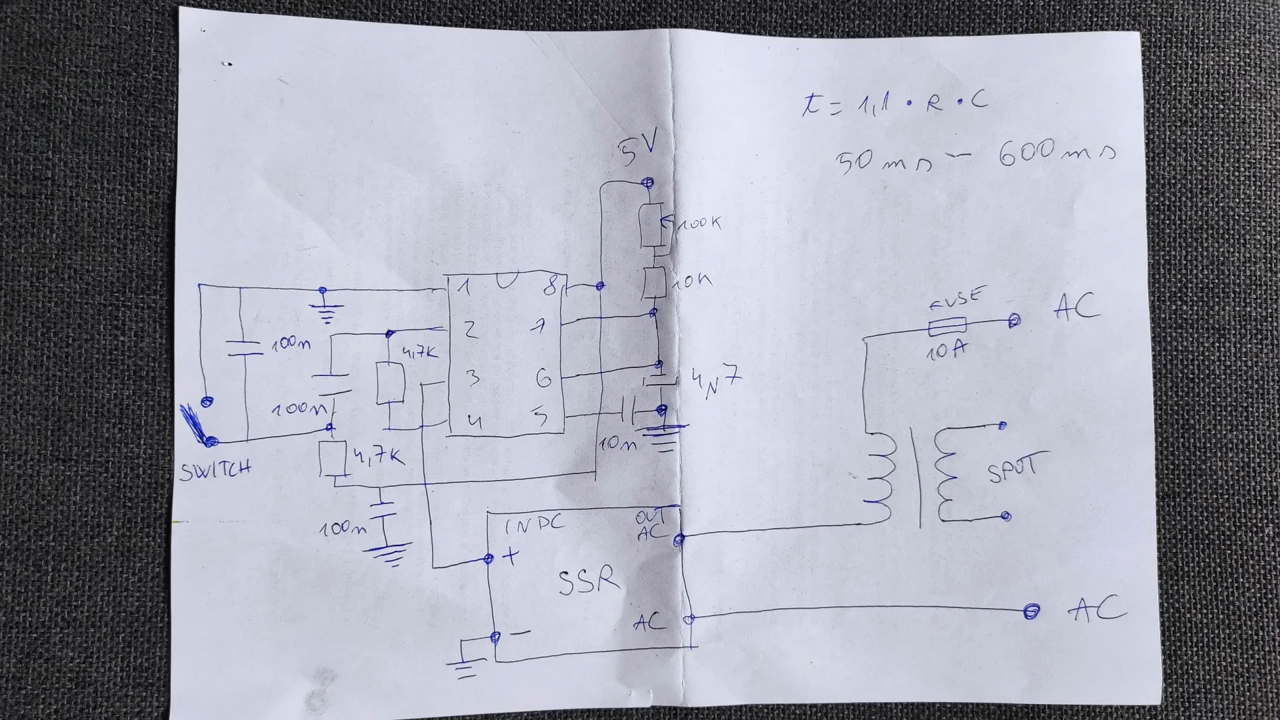 t = 1,1 · R · C
50 ms - 600 ms
5V
100K
10K
1
8
2
7
3
6
4
5
100n
4,7K
100n
4N7
10n
SWITCH
4,7K
100n
IN DC
OUT
AC
+
SSR
AC
-
FUSE
10A
AC
SPOT
AC